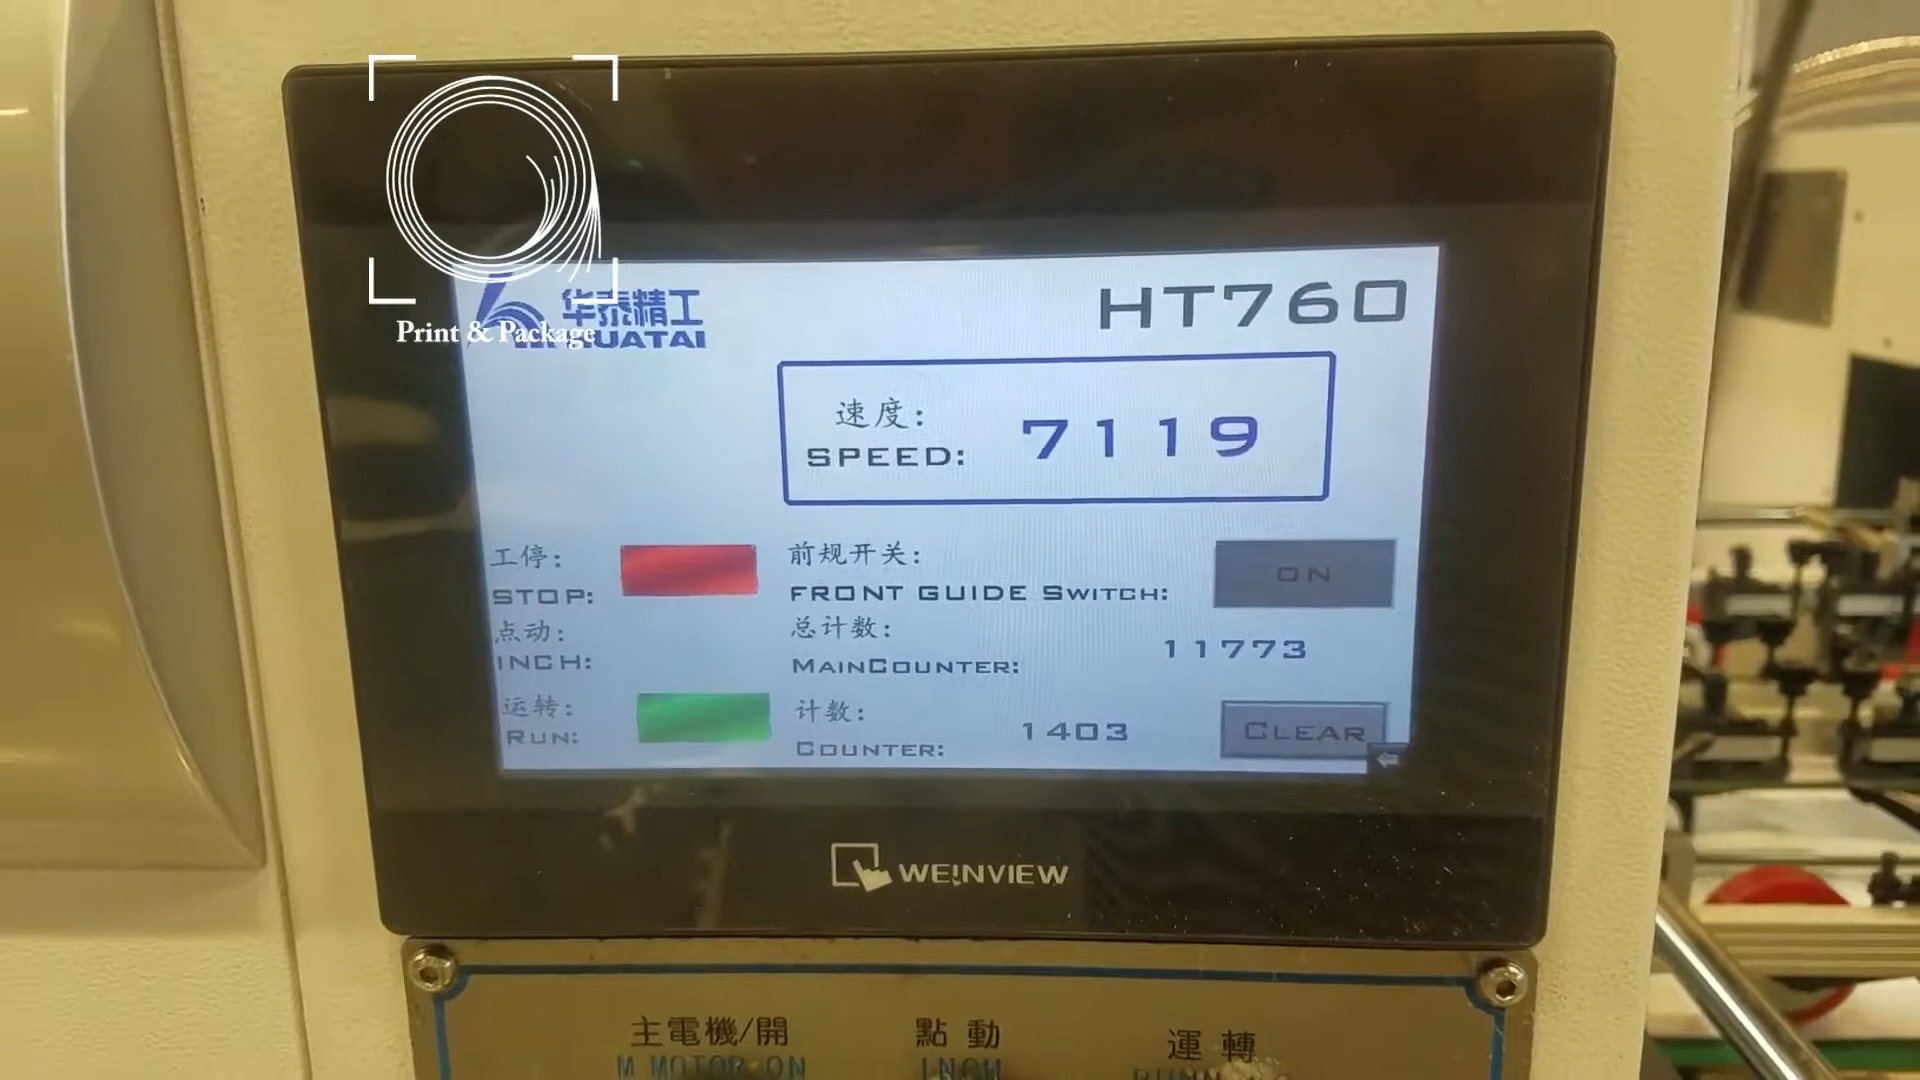 Print & Package
华泰精工
HUATAI
HT760
速度:
SPEED: 7119
工停:
STOP:
前规开关:
FRONT GUIDE SWITCH: ON
点动:
INCH:
总计数:
MAINCOUNTER: 11773
运转:
RUN:
计数:
COUNTER: 1403
CLEAR
WEINVIEW
主電機/開
M MOTOR ON
點動
INCH
運轉